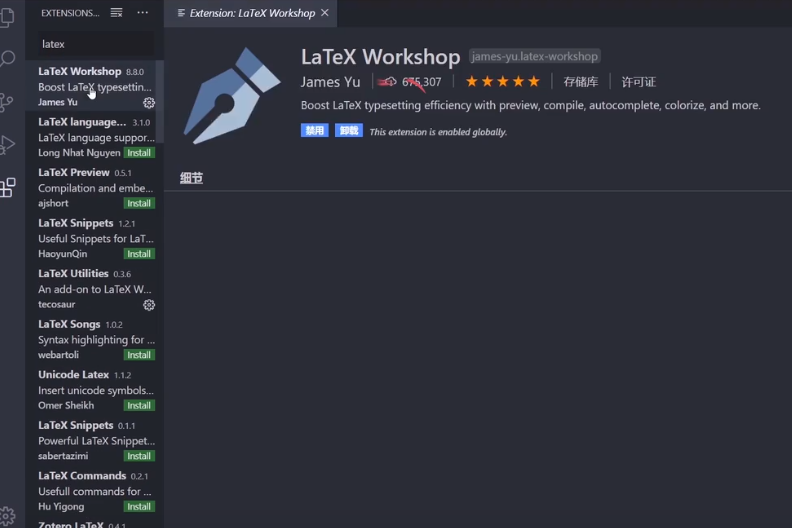 EXTENSIONS...
latex
LaTeX Workshop 8.8.0
Boost LaTeX typesettin...
James Yu
LaTeX language... 3.1.0
LaTeX language suppor...
Long Nhat Nguyen Install
LaTeX Preview 0.5.1
Compilation and embe...
ajshort Install
LaTeX Snippets 1.2.1
Useful Snippets for LaT...
HaoyunQin Install
LaTeX Utilities 0.3.6
An add-on to LaTeX W...
tecosaur
LaTeX Songs 1.0.2
Syntax highlighting for ...
webartoli Install
Unicode Latex 1.1.2
Insert unicode symbols...
Omer Sheikh Install
LaTeX Snippets 0.1.1
Powerful LaTeX Snippet...
sabertazimi Install
LaTeX Commands 0.2.1
Usefull commands for ...
Hu Yigong Install
Zotero LaTeX 0.4.1
Extension: LaTeX Workshop
LaTeX Workshop james-yu.latex-workshop
James Yu 675,307 存储库 许可证
Boost LaTeX typesetting efficiency with preview, compile, autocomplete, colorize, and more.
禁用 卸载 This extension is enabled globally.
细节